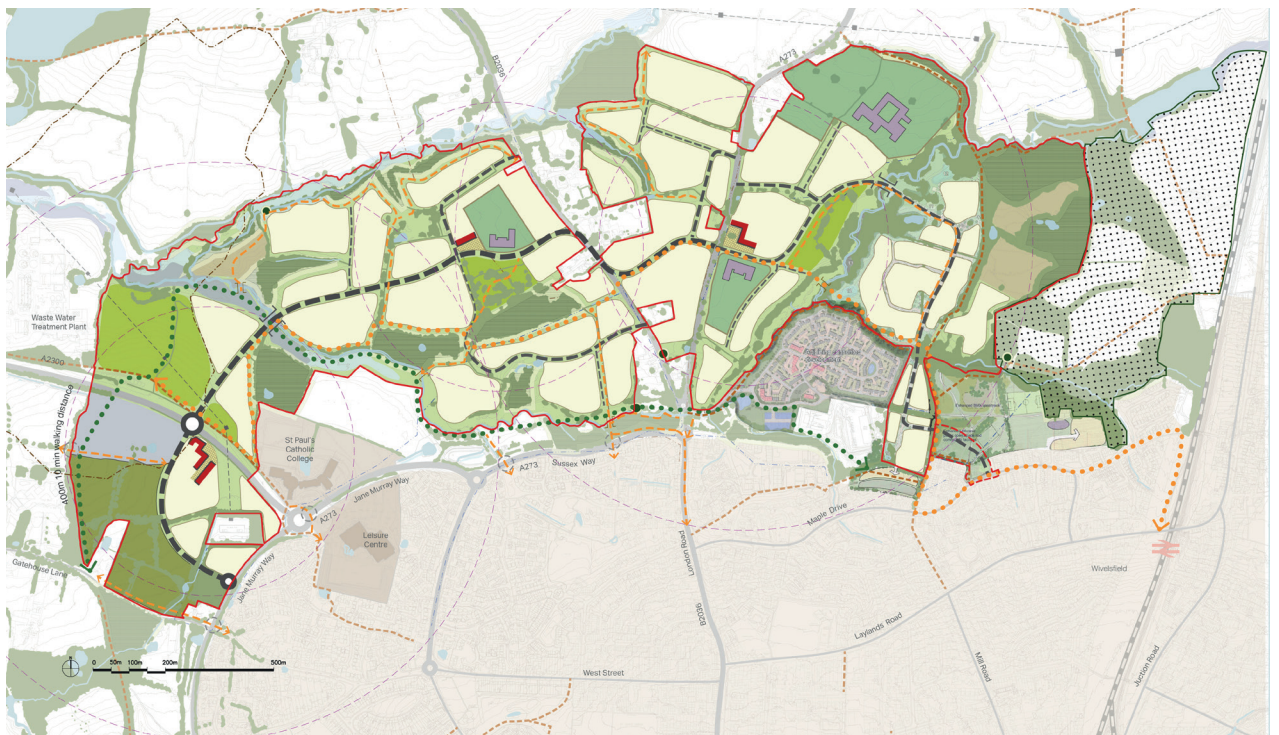 B2036
A273
Waste Water
Treatment Plant
A2300
400m 10 min walking distance
St Paul's
Catholic
College
A273
Sussex Way
Jane Murray Way
A273
Leisure
Centre
Maple Drive
Gatehouse Lane
Jane Murray Way
London Road
Wivelsfield
B2036
Laylands Road
0 50m 100m 200m 500m
West Street
Mill Road
Juction Road